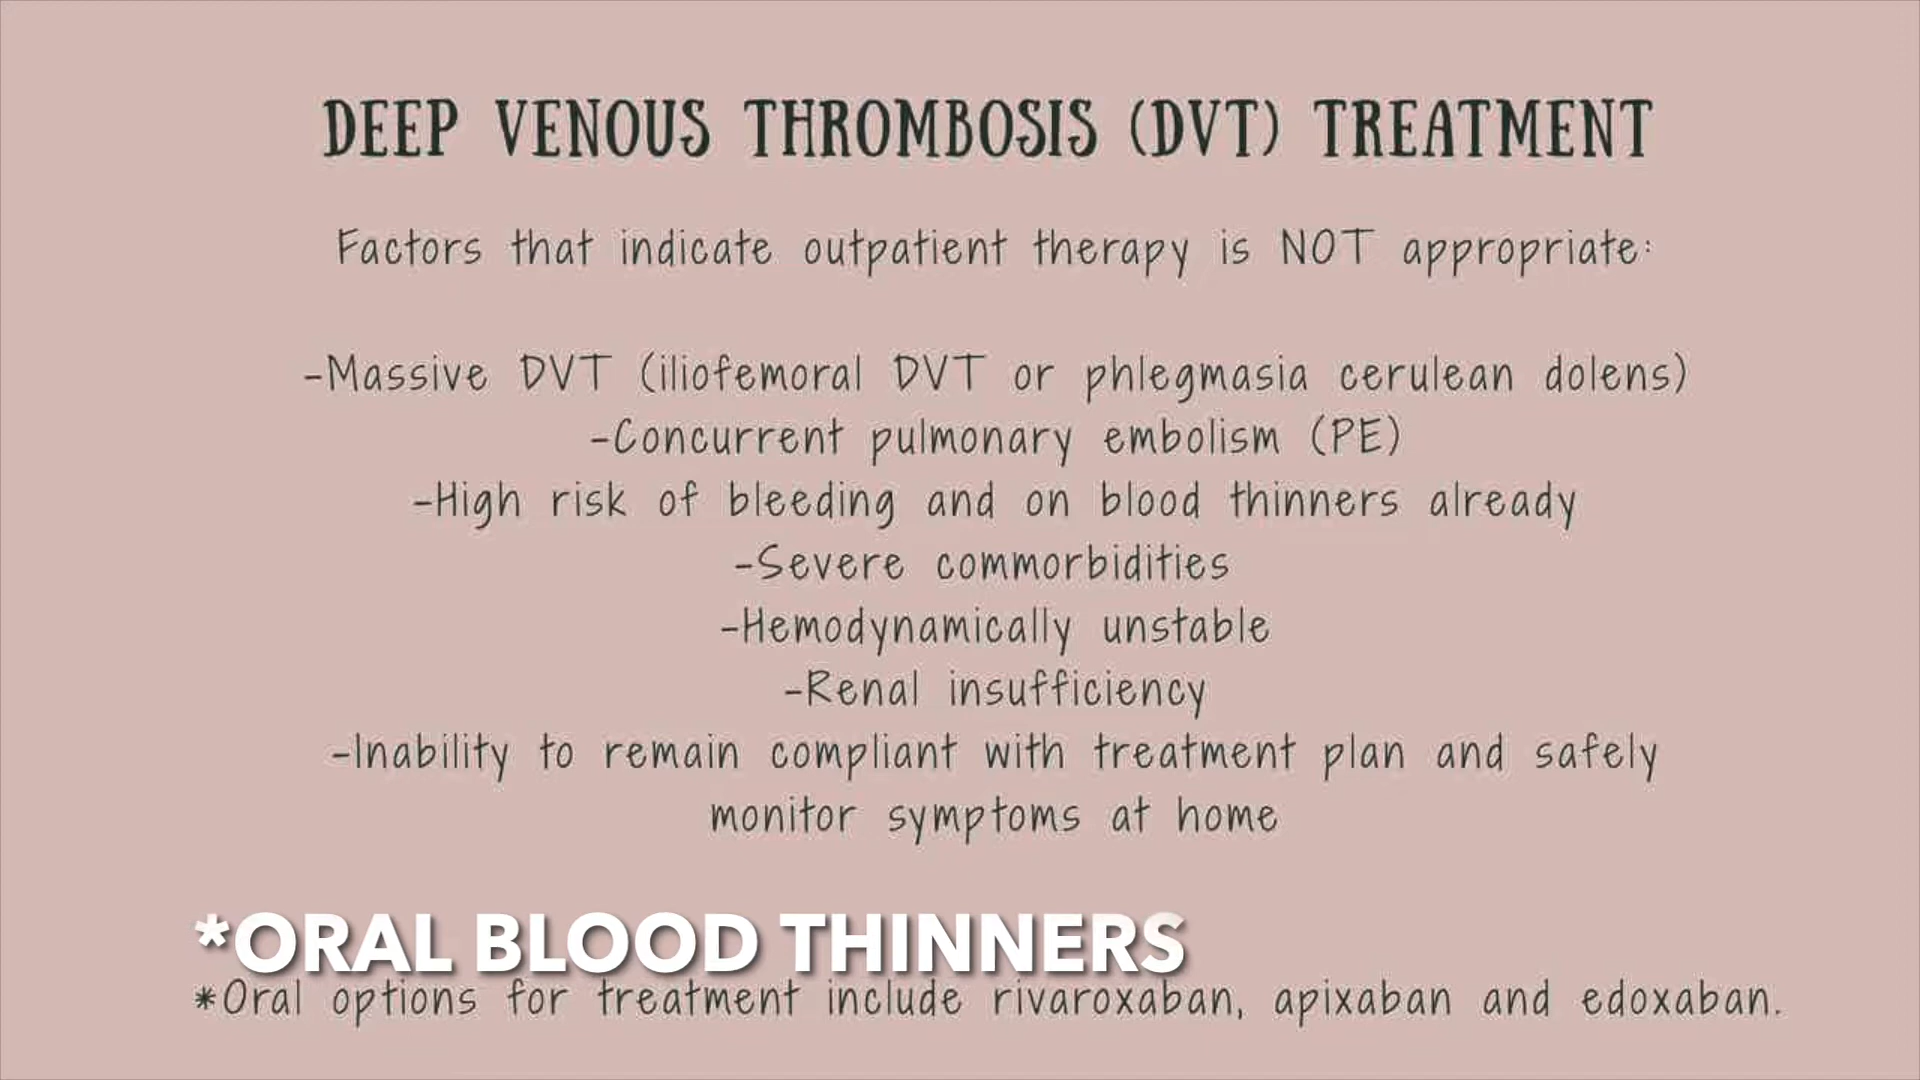 DEEP VENOUS THROMBOSIS (DVT) TREATMENT
Factors that indicate outpatient therapy is NOT appropriate:
-Massive DVT (iliofemoral DVT or phlegmasia cerulean dolens)
-Concurrent pulmonary embolism (PE)
-High risk of bleeding and on blood thinners already
-Severe commorbidities
-Hemodynamically unstable
-Renal insufficiency
-Inability to remain compliant with treatment plan and safely
monitor symptoms at home
*ORAL BLOOD THINNERS
*Oral options for treatment include rivaroxaban, apixaban and edoxaban.